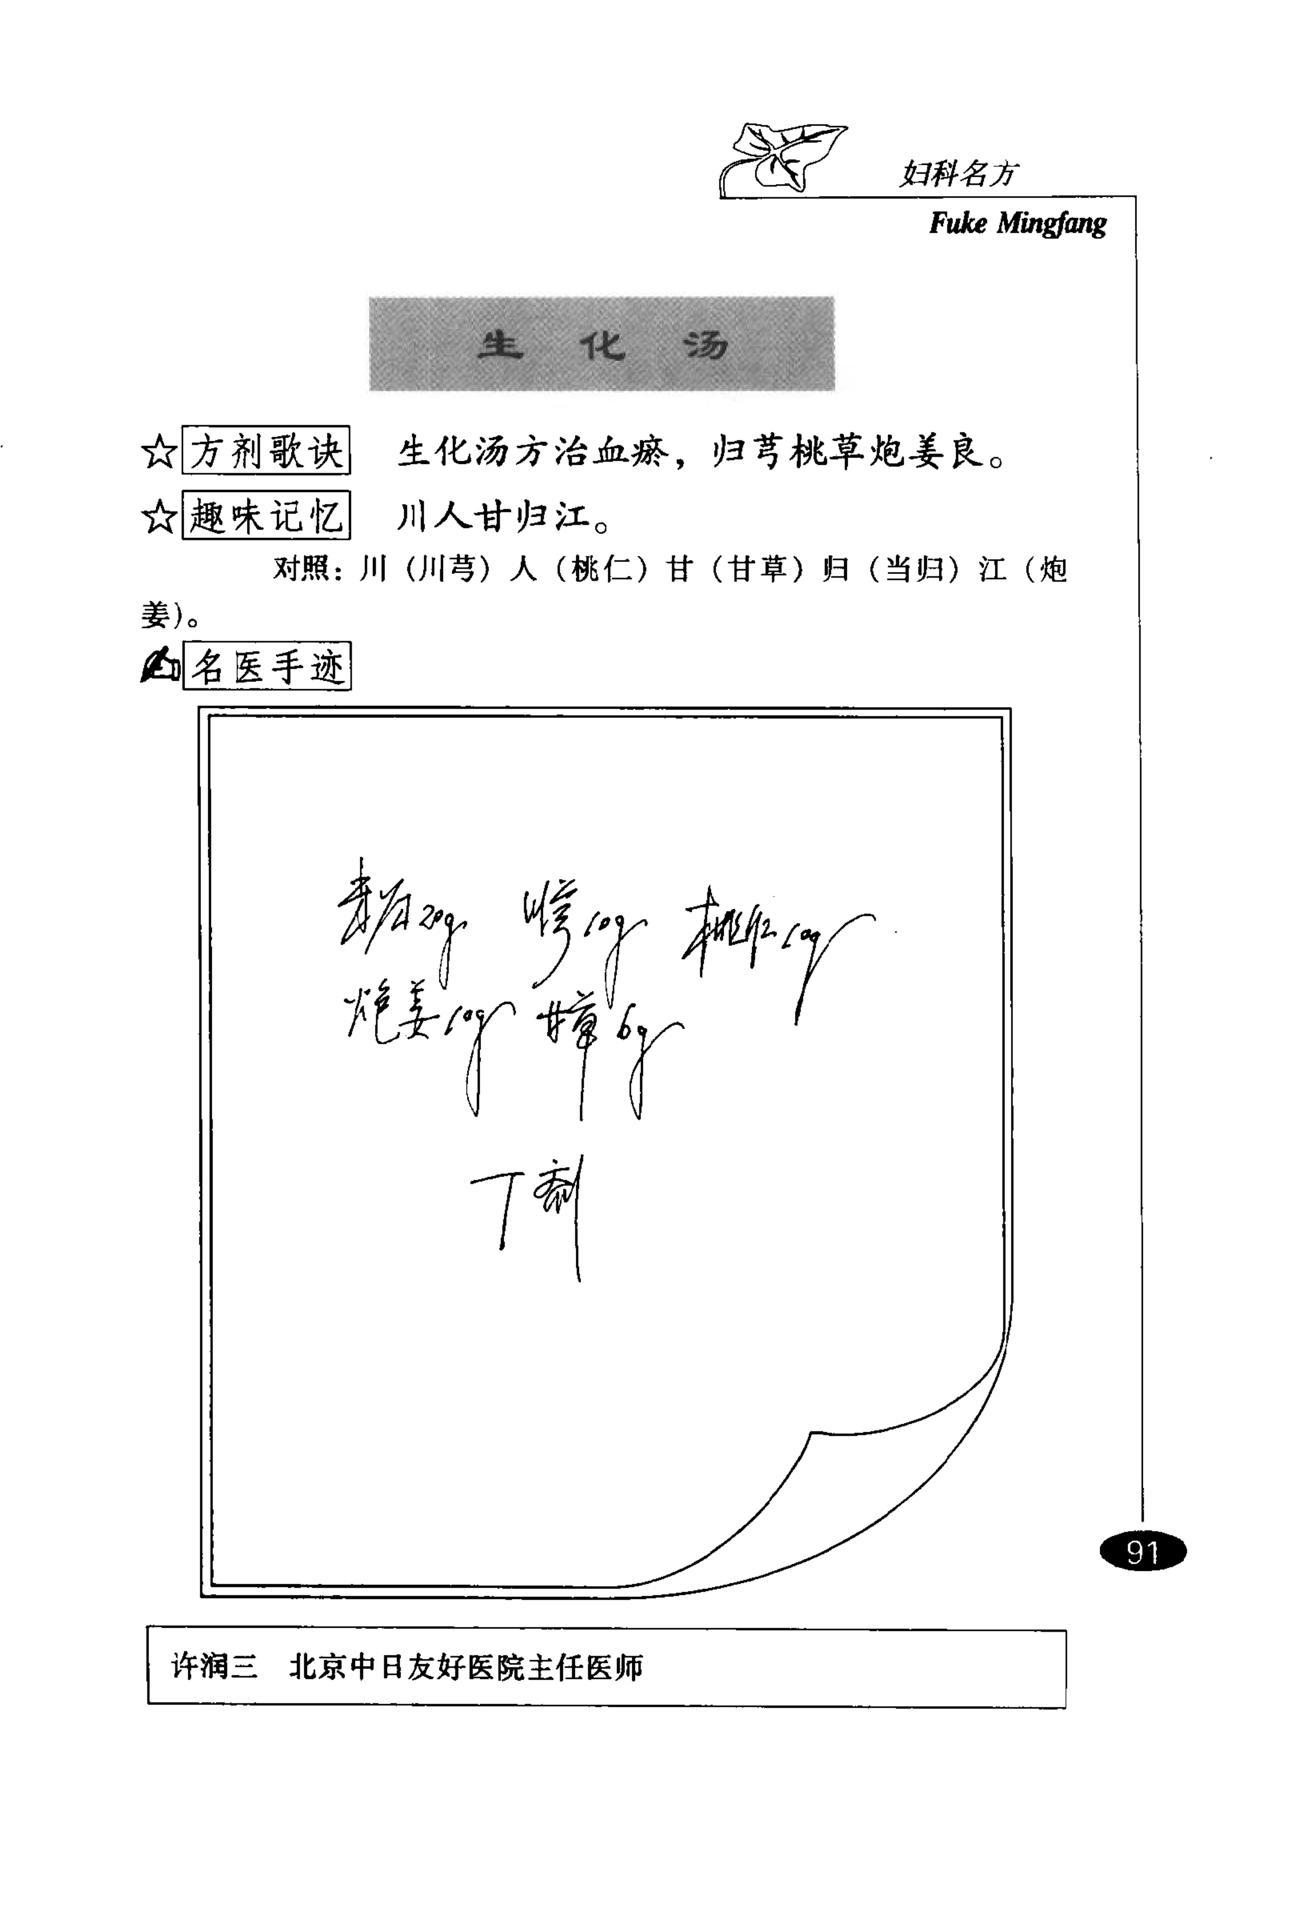 妇科名方
Fuke Mingfang
生化汤
☆方剂歌诀 生化汤方治血瘀，归芎桃草炮姜良。
☆趣味记忆 川人甘归江。
对照：川（川芎）人（桃仁）甘（甘草）归（当归）江（炮
姜）。
名医手迹
当归20g 川芎10g 桃仁10g
炮姜10g 甘草6g
剂
91
许润三 北京中日友好医院主任医师